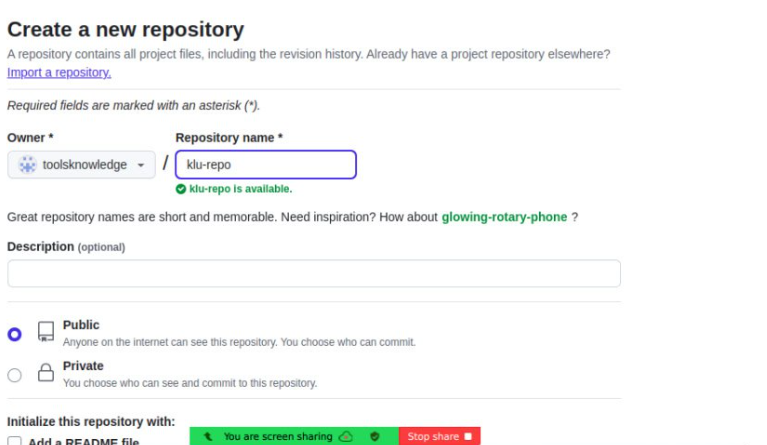 Create a new repository
A repository contains all project files, including the revision history. Already have a project repository elsewhere?
Import a repository.
Required fields are marked with an asterisk (*).
Owner * Repository name *
toolsknowledge / klu-repo
klu-repo is available.
Great repository names are short and memorable. Need inspiration? How about glowing-rotary-phone ?
Description (optional)
Public
Anyone on the internet can see this repository. You choose who can commit.
Private
You choose who can see and commit to this repository.
Initialize this repository with:
You are screen sharing Stop share
Add a README file